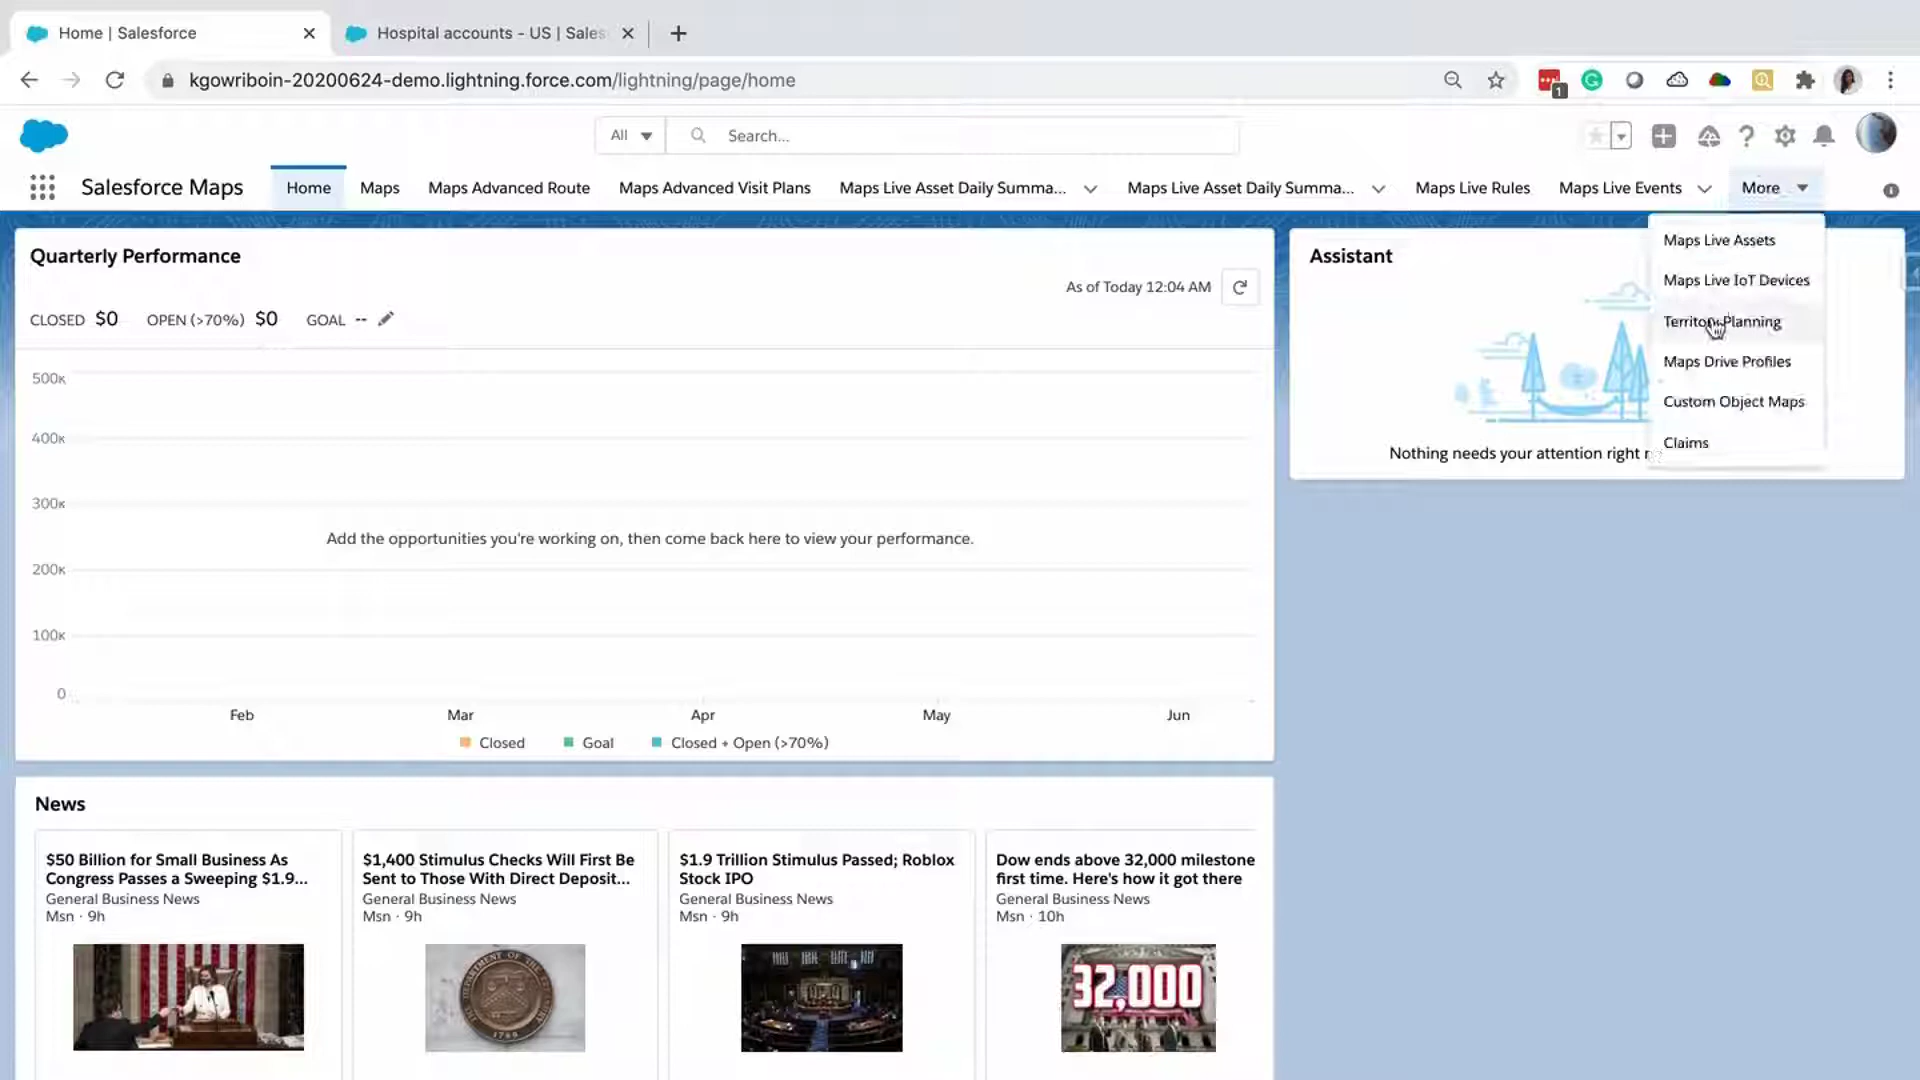 Home | Salesforce
Hospital accounts - US | Sales
kgowriboin-20200624-demo.lightning.force.com/lightning/page/home
1
All
Search...
Salesforce Maps
Home
Maps
Maps Advanced Route
Maps Advanced Visit Plans
Maps Live Asset Daily Summa...
Maps Live Asset Daily Summa...
Maps Live Rules
Maps Live Events
More
Maps Live Assets
Maps Live IoT Devices
Territory Planning
Maps Drive Profiles
Custom Object Maps
Claims
Quarterly Performance
As of Today 12:04 AM
CLOSED $0 OPEN (>70%) $0 GOAL --
500K
400K
300K
200K
100K
0
Add the opportunities you're working on, then come back here to view your performance.
Feb Mar Apr May Jun
Closed Goal Closed + Open (>70%)
Assistant
Nothing needs your attention right
News
$50 Billion for Small Business As
Congress Passes a Sweeping $1.9...
General Business News
Msn · 9h
$1,400 Stimulus Checks Will First Be
Sent to Those With Direct Deposit...
General Business News
Msn · 9h
$1.9 Trillion Stimulus Passed; Roblox
Stock IPO
General Business News
Msn · 9h
Dow ends above 32,000 milestone
first time. Here's how it got there
General Business News
Msn · 10h
32,000